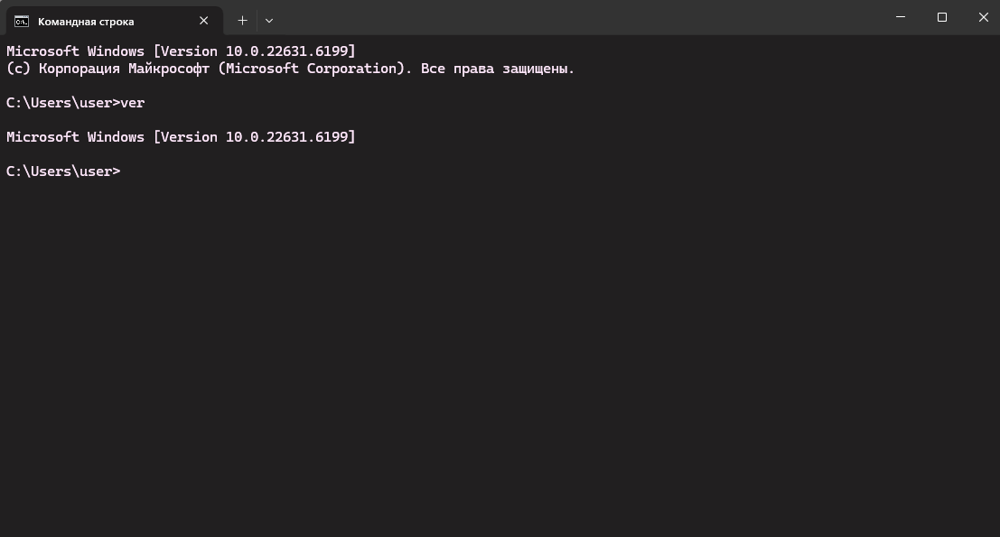 Командная строка
Microsoft Windows [Version 10.0.22631.6199]
(c) Корпорация Майкрософт (Microsoft Corporation). Все права защищены.
C:\Users\user>ver
Microsoft Windows [Version 10.0.22631.6199]
C:\Users\user>